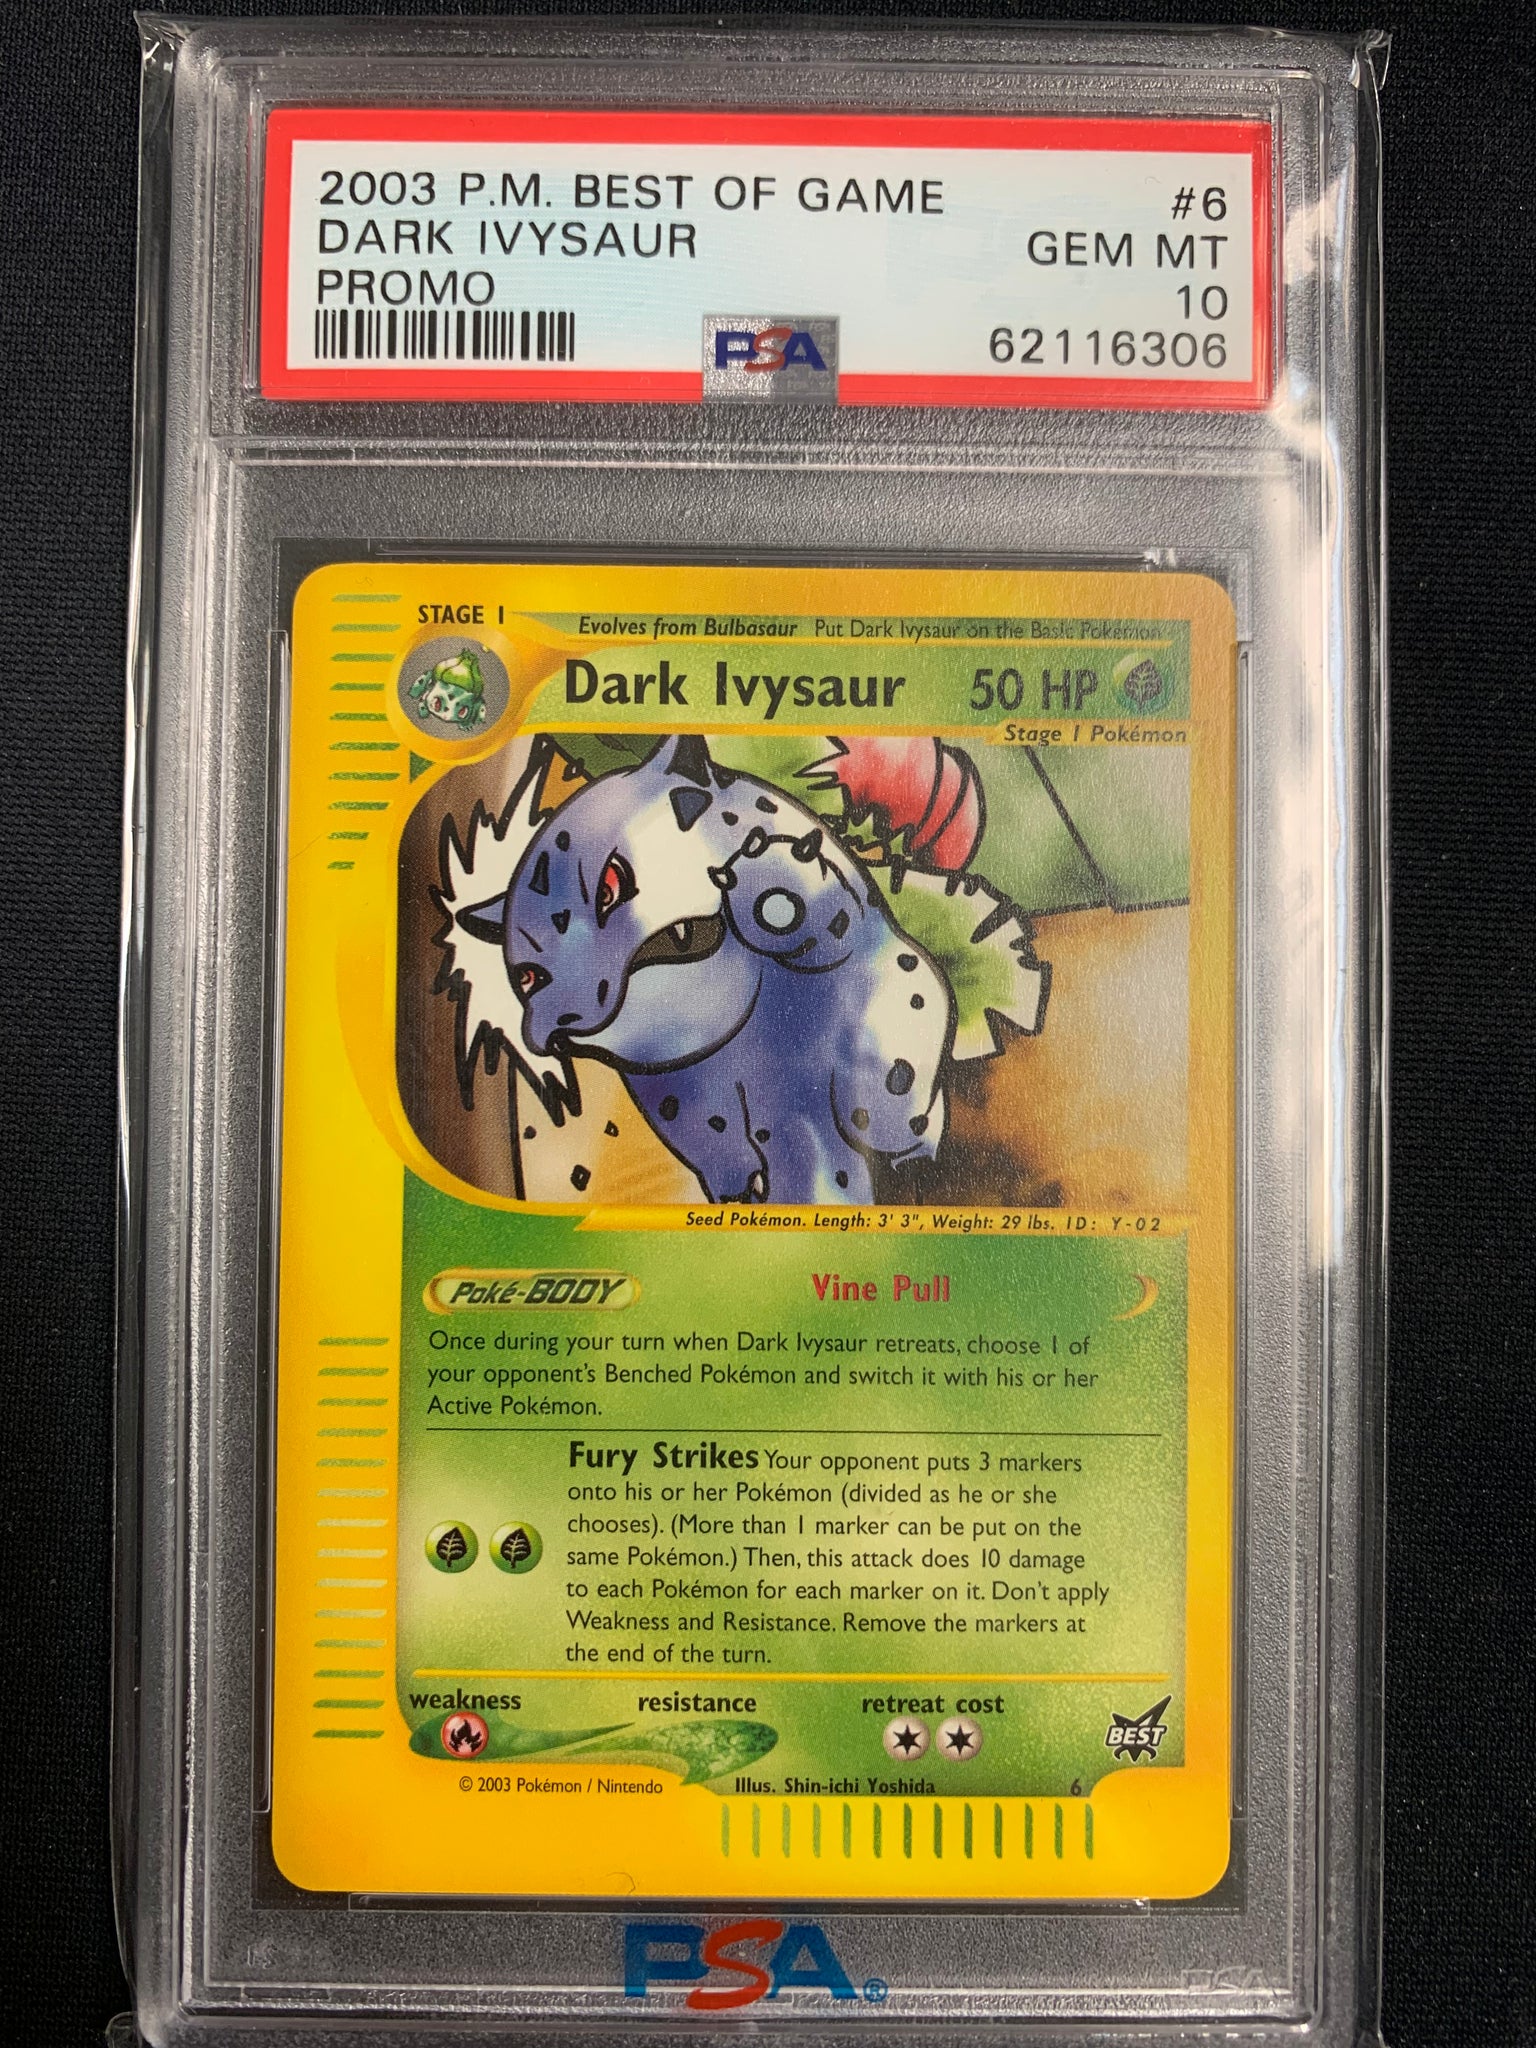 2003 P.M. BEST OF GAME #6
DARK IVYSAUR GEM MT
PROMO 10
PSA 62116306
STAGE 1
Evolves from Bulbasaur Put Dark Ivysaur on the Basic Pokémon
Dark Ivysaur 50 HP
Stage 1 Pokémon
Seed Pokémon. Length: 3' 3", Weight: 29 lbs. ID: Y-02
Poké-BODY Vine Pull
Once during your turn when Dark Ivysaur retreats, choose 1 of
your opponent's Benched Pokémon and switch it with his or her
Active Pokémon.
Fury Strikes Your opponent puts 3 markers
onto his or her Pokémon (divided as he or she
chooses). (More than 1 marker can be put on the
same Pokémon.) Then, this attack does 10 damage
to each Pokémon for each marker on it. Don't apply
Weakness and Resistance. Remove the markers at
the end of the turn.
weakness resistance retreat cost
BEST
© 2003 Pokémon / Nintendo Illus. Shin-ichi Yoshida 6
PSA®
PSA